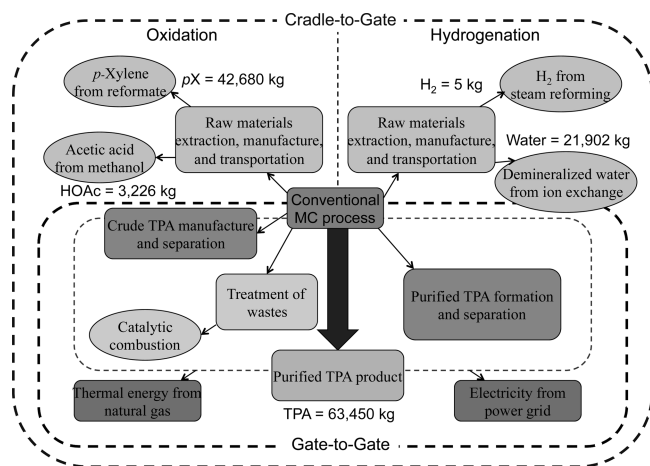 Cradle-to-Gate
Oxidation
Hydrogenation
p-Xylene
from reformate
pX = 42,680 kg
H₂ = 5 kg
H₂ from
steam reforming
Raw materials
extraction, manufacture,
and transportation
Raw materials
extraction, manufacture,
and transportation
Acetic acid
from methanol
HOAc = 3,226 kg
Water = 21,902 kg
Demineralized water
from ion exchange
Conventional
MC process
Crude TPA manufacture
and separation
Treatment of
wastes
Purified TPA formation
and separation
Catalytic
combustion
Purified TPA product
Thermal energy from
natural gas
TPA = 63,450 kg
Electricity from
power grid
Gate-to-Gate